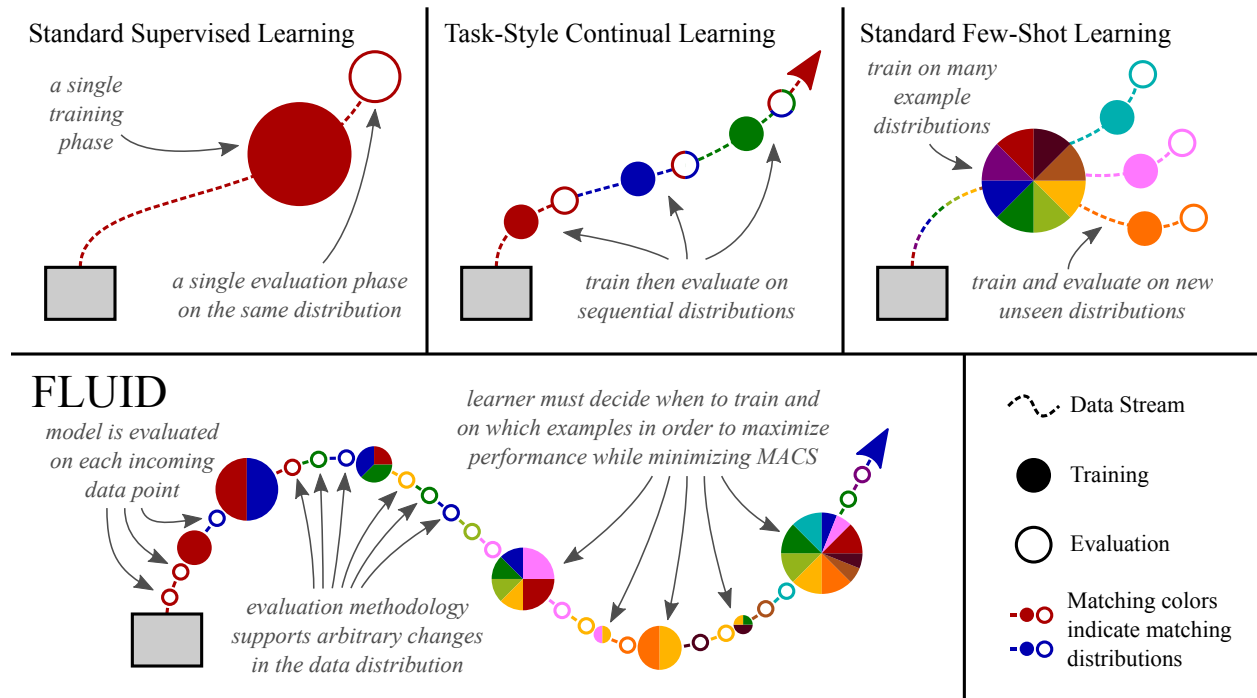 Standard Supervised Learning
a single
training
phase
a single evaluation phase
on the same distribution
Task-Style Continual Learning
train then evaluate on
sequential distributions
Standard Few-Shot Learning
train on many
example
distributions
train and evaluate on new
unseen distributions
FLUID
model is evaluated
on each incoming
data point
evaluation methodology
supports arbitrary changes
in the data distribution
learner must decide when to train and
on which examples in order to maximize
performance while minimizing MACS
Data Stream
Training
Evaluation
Matching colors
indicate matching
distributions